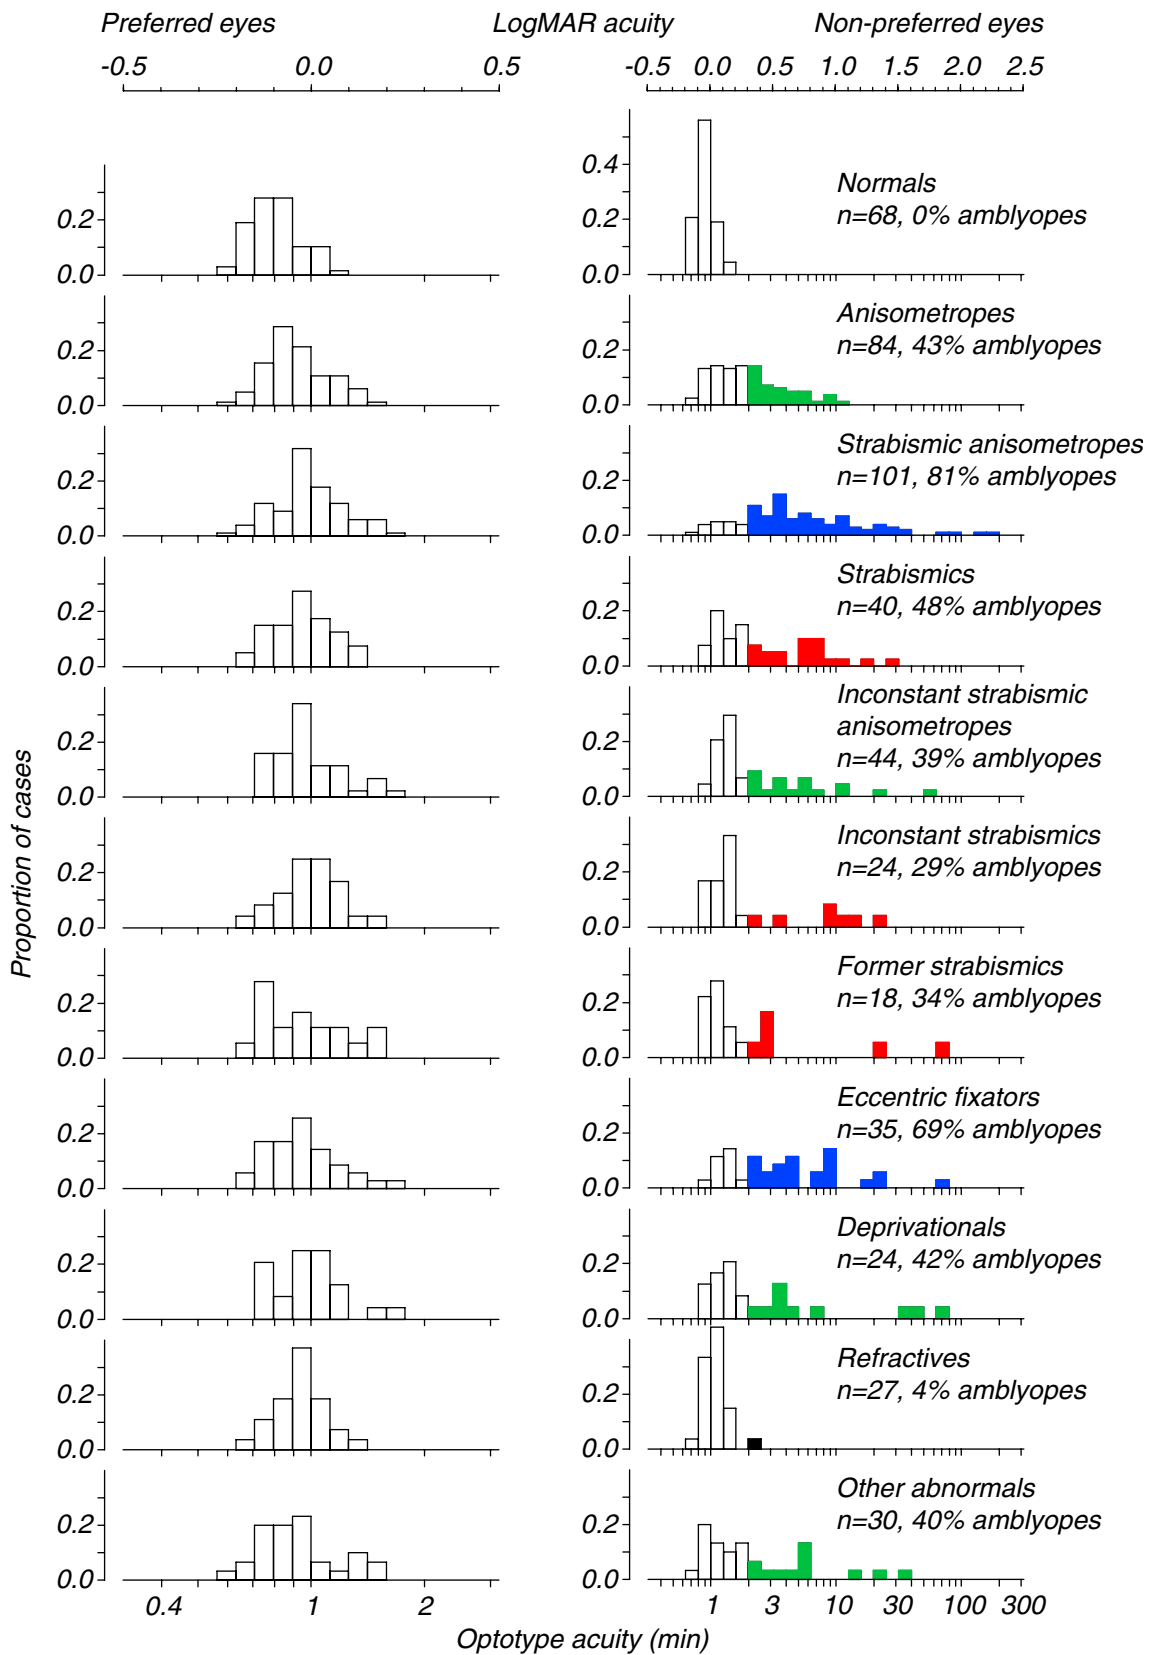 Preferred eyes LogMAR acuity Non-preferred eyes
-0.5 0.0 0.5 -0.5 0.0 0.5 1.0 1.5 2.0 2.5
Proportion of cases
0.4
0.2 0.2
0.0 0.0
Normals
n=68, 0% amblyopes
0.2 0.2
0.0 0.0
Anisometropes
n=84, 43% amblyopes
0.2 0.2
0.0 0.0
Strabismic anisometropes
n=101, 81% amblyopes
0.2 0.2
0.0 0.0
Strabismics
n=40, 48% amblyopes
0.2 0.2
0.0 0.0
Inconstant strabismic
anisometropes
n=44, 39% amblyopes
0.2 0.2
0.0 0.0
Inconstant strabismics
n=24, 29% amblyopes
0.2 0.2
0.0 0.0
Former strabismics
n=18, 34% amblyopes
0.2 0.2
0.0 0.0
Eccentric fixators
n=35, 69% amblyopes
0.2 0.2
0.0 0.0
Deprivationals
n=24, 42% amblyopes
0.2 0.2
0.0 0.0
Refractives
n=27, 4% amblyopes
0.2 0.2
0.0 0.0
Other abnormals
n=30, 40% amblyopes
0.4 1 2 1 3 10 30 100 300
Optotype acuity (min)